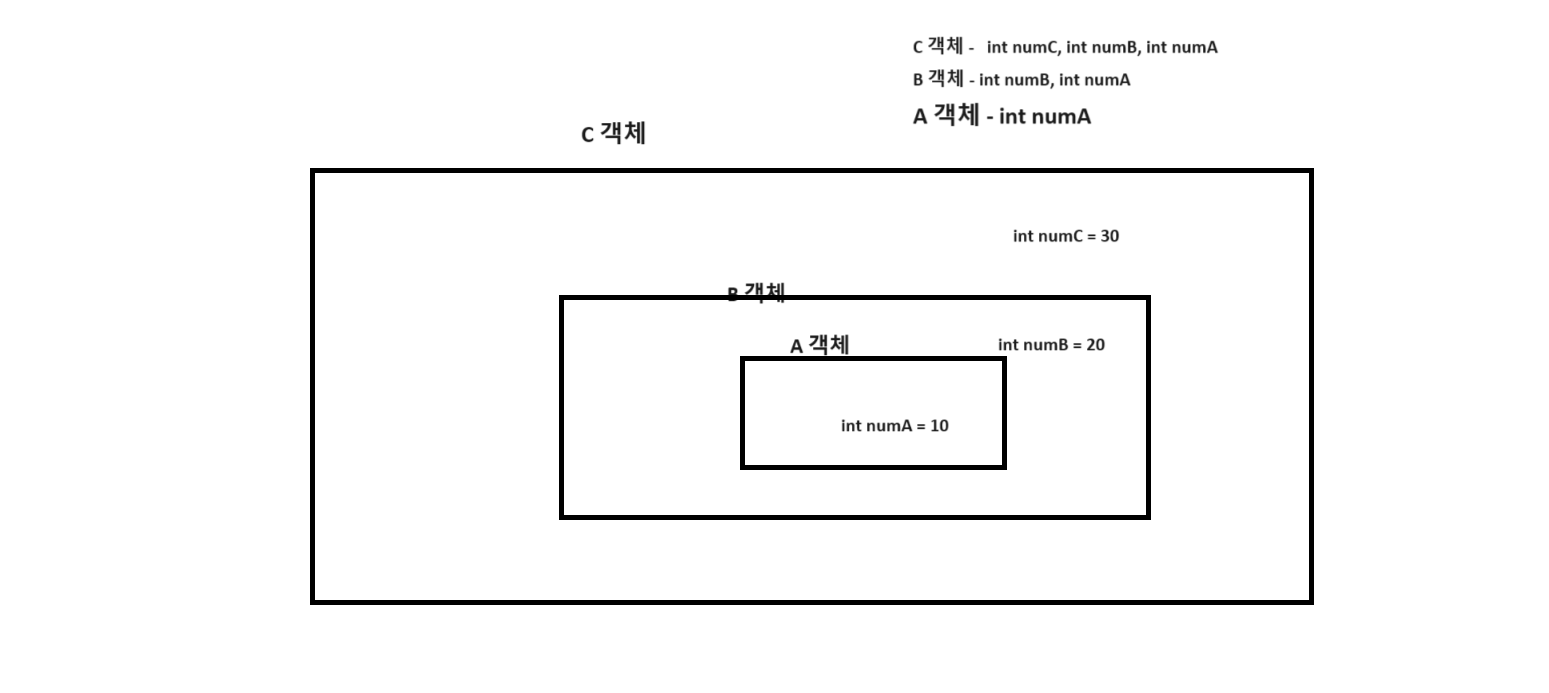 C 객체 - int numC, int numB, int numA
B 객체 - int numB, int numA
A 객체 - int numA
C 객체
int numC = 30
B 객체
A 객체
int numB = 20
int numA = 10